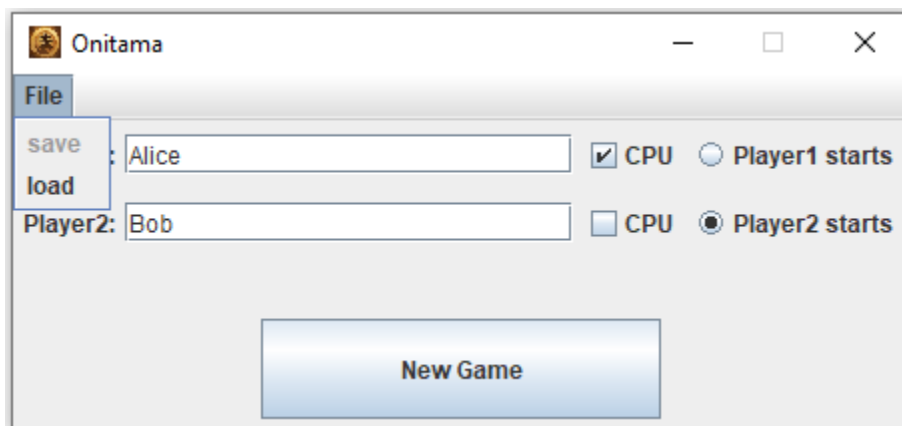 Onitama
File
save
: Alice CPU Player1 starts
load
Player2: Bob CPU Player2 starts
New Game